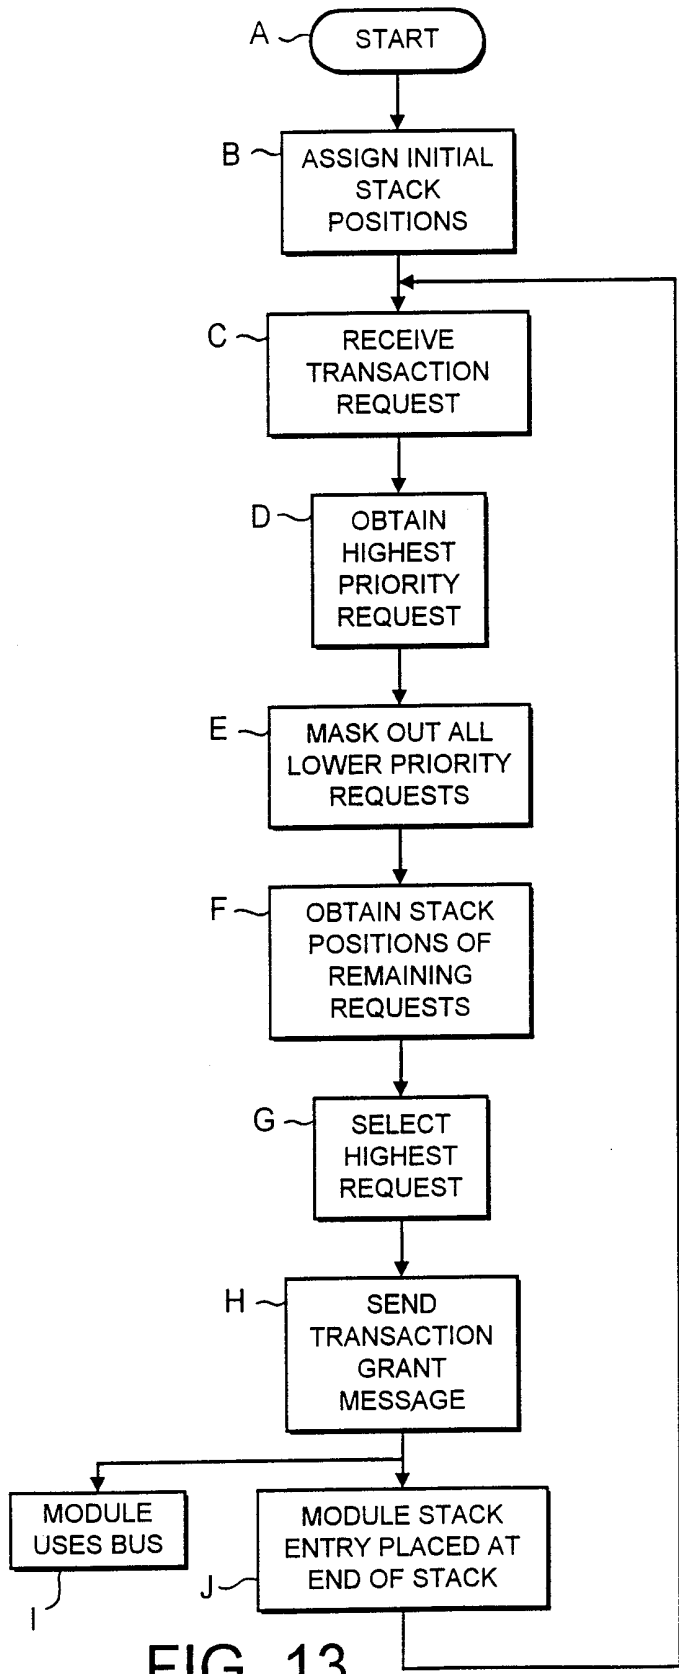 A
START
B
ASSIGN INITIAL
STACK
POSITIONS
C
RECEIVE
TRANSACTION
REQUEST
D
OBTAIN
HIGHEST
PRIORITY
REQUEST
E
MASK OUT ALL
LOWER PRIORITY
REQUESTS
F
OBTAIN STACK
POSITIONS OF
REMAINING
REQUESTS
G
SELECT
HIGHEST
REQUEST
H
SEND
TRANSACTION
GRANT
MESSAGE
MODULE
USES BUS
I
MODULE STACK
ENTRY PLACED AT
END OF STACK
J
FIG. 13